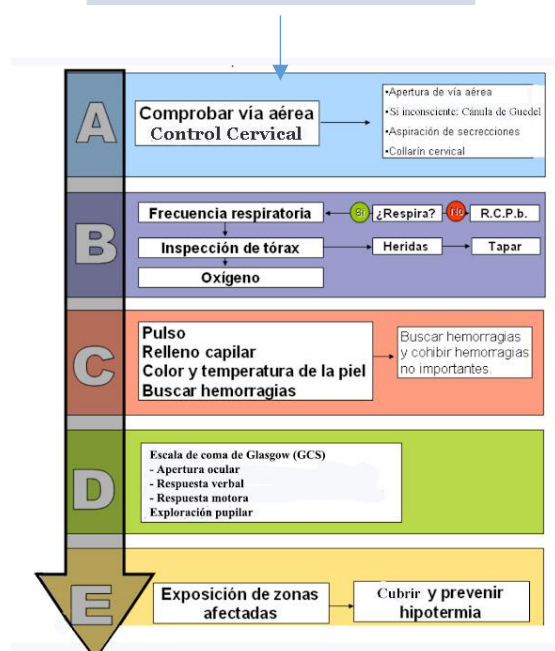 A
Comprobar vía aérea
Control Cervical
•Apertura de vía aérea
•Si inconsciente: Cánula de Guedel
•Aspiración de secrecciones
•Collarín cervical
B
Frecuencia respiratoria
Si
¿Respira?
No
R.C.P.b.
Inspección de tórax
Heridas
Tapar
Oxígeno
C
Pulso
Relleno capilar
Color y temperatura de la piel
Buscar hemorragias
Buscar hemorragias
y cohibir hemorragias
no importantes.
D
Escala de coma de Glasgow (GCS)
- Apertura ocular
- Respuesta verbal
- Respuesta motora
Exploración pupilar
E
Exposición de zonas
afectadas
Cubrir y prevenir
hipotermia